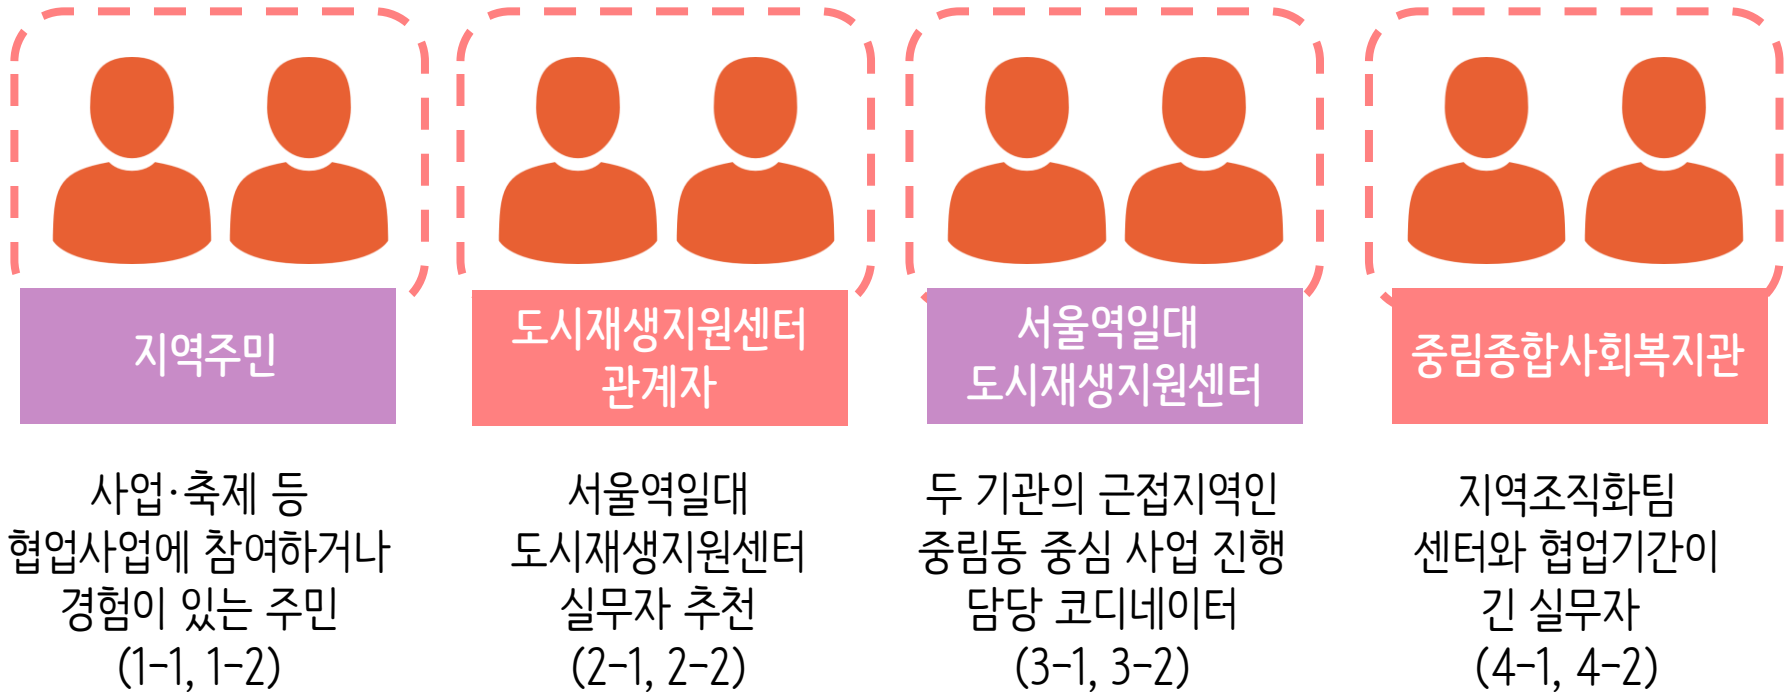 지역주민
사업·축제 등
협업사업에 참여하거나
경험이 있는 주민
(1-1, 1-2)
도시재생지원센터
관계자
서울역일대
도시재생지원센터
실무자 추천
(2-1, 2-2)
서울역일대
도시재생지원센터
두 기관의 근접지역인
중림동 중심 사업 진행
담당 코디네이터
(3-1, 3-2)
중림종합사회복지관
지역조직화팀
센터와 협업기간이
긴 실무자
(4-1, 4-2)